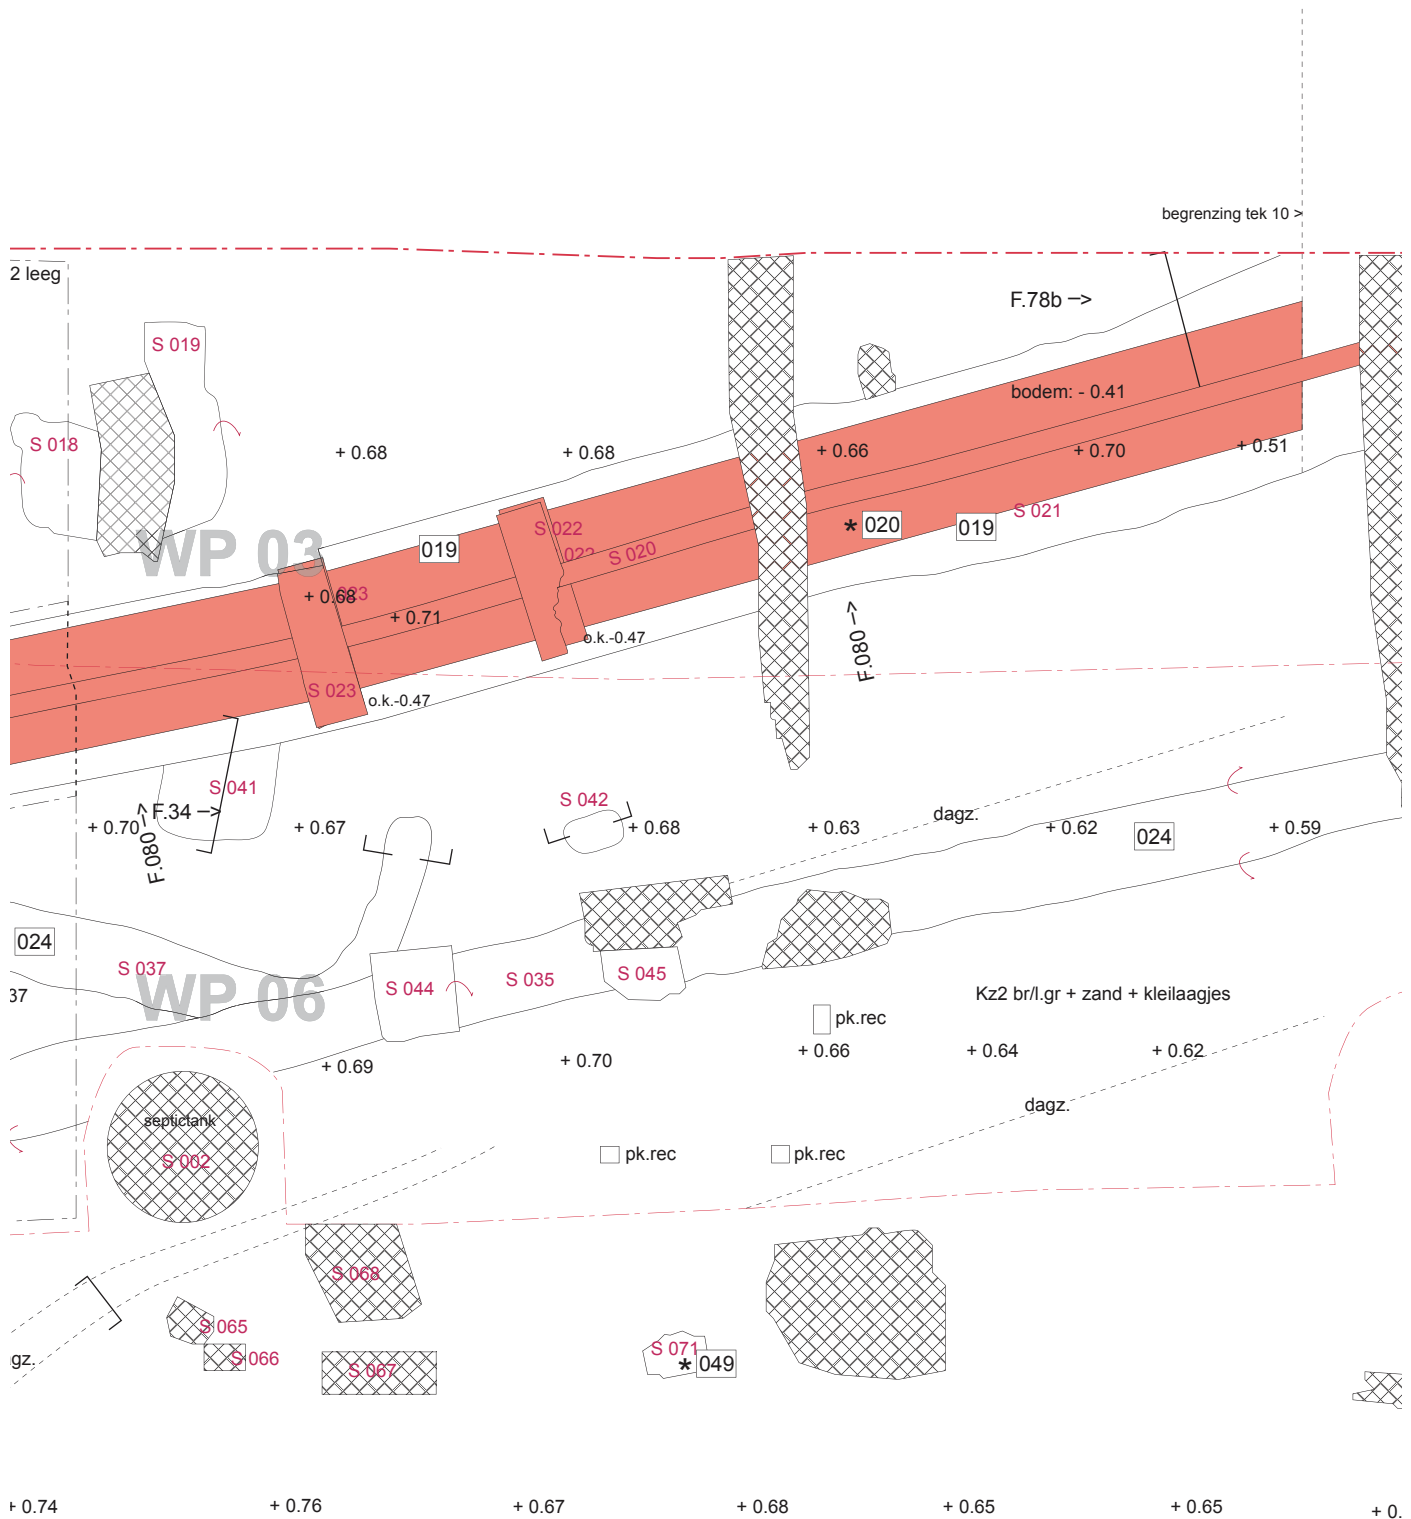 begrenzing tek 10 >
2 leeg
F.78b –>
S 019
bodem: - 0.41
S 018
+ 0.68
+ 0.68
+ 0.66
+ 0.70
+ 0.51
WP 03
019
S 022
022
S 020
* 020
019
S 021
+ 0.68
023
+ 0.71
o.k.-0.47
F.080 –>
S 023
o.k.-0.47
S 041
F.34 –>
F.080 –>
S 042
+ 0.70
+ 0.67
+ 0.68
+ 0.63
dagz.
+ 0.62
024
+ 0.59
024
S 037
37
WP 06
S 044
S 035
S 045
Kz2 br/l.gr + zand + kleilaagjes
pk.rec
+ 0.69
+ 0.70
+ 0.66
+ 0.64
+ 0.62
dagz.
septictank
S 002
pk.rec
pk.rec
S 068
S 065
S 066
S 067
gz.
S 071
* 049
+ 0.74
+ 0.76
+ 0.67
+ 0.68
+ 0.65
+ 0.65
+ 0.